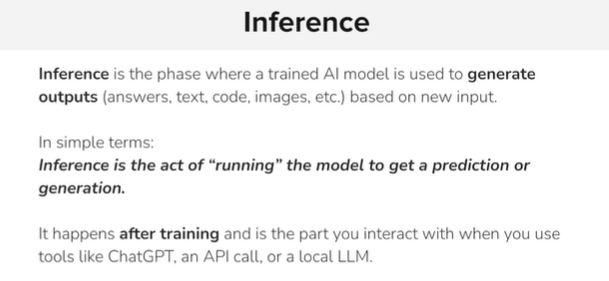 Inference
Inference is the phase where a trained AI model is used to generate
outputs (answers, text, code, images, etc.) based on new input.
In simple terms:
Inference is the act of “running” the model to get a prediction or
generation.
It happens after training and is the part you interact with when you use
tools like ChatGPT, an API call, or a local LLM.